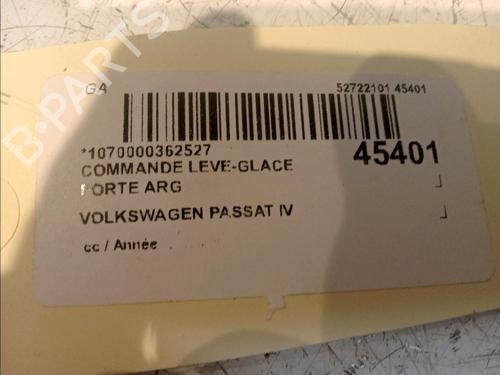 B-PARTS
GA 52722101 45401
*1070000362527 45401
COMMANDE LEVE-GLACE
PORTE ARG
VOLKSWAGEN PASSAT IV
cc / Année